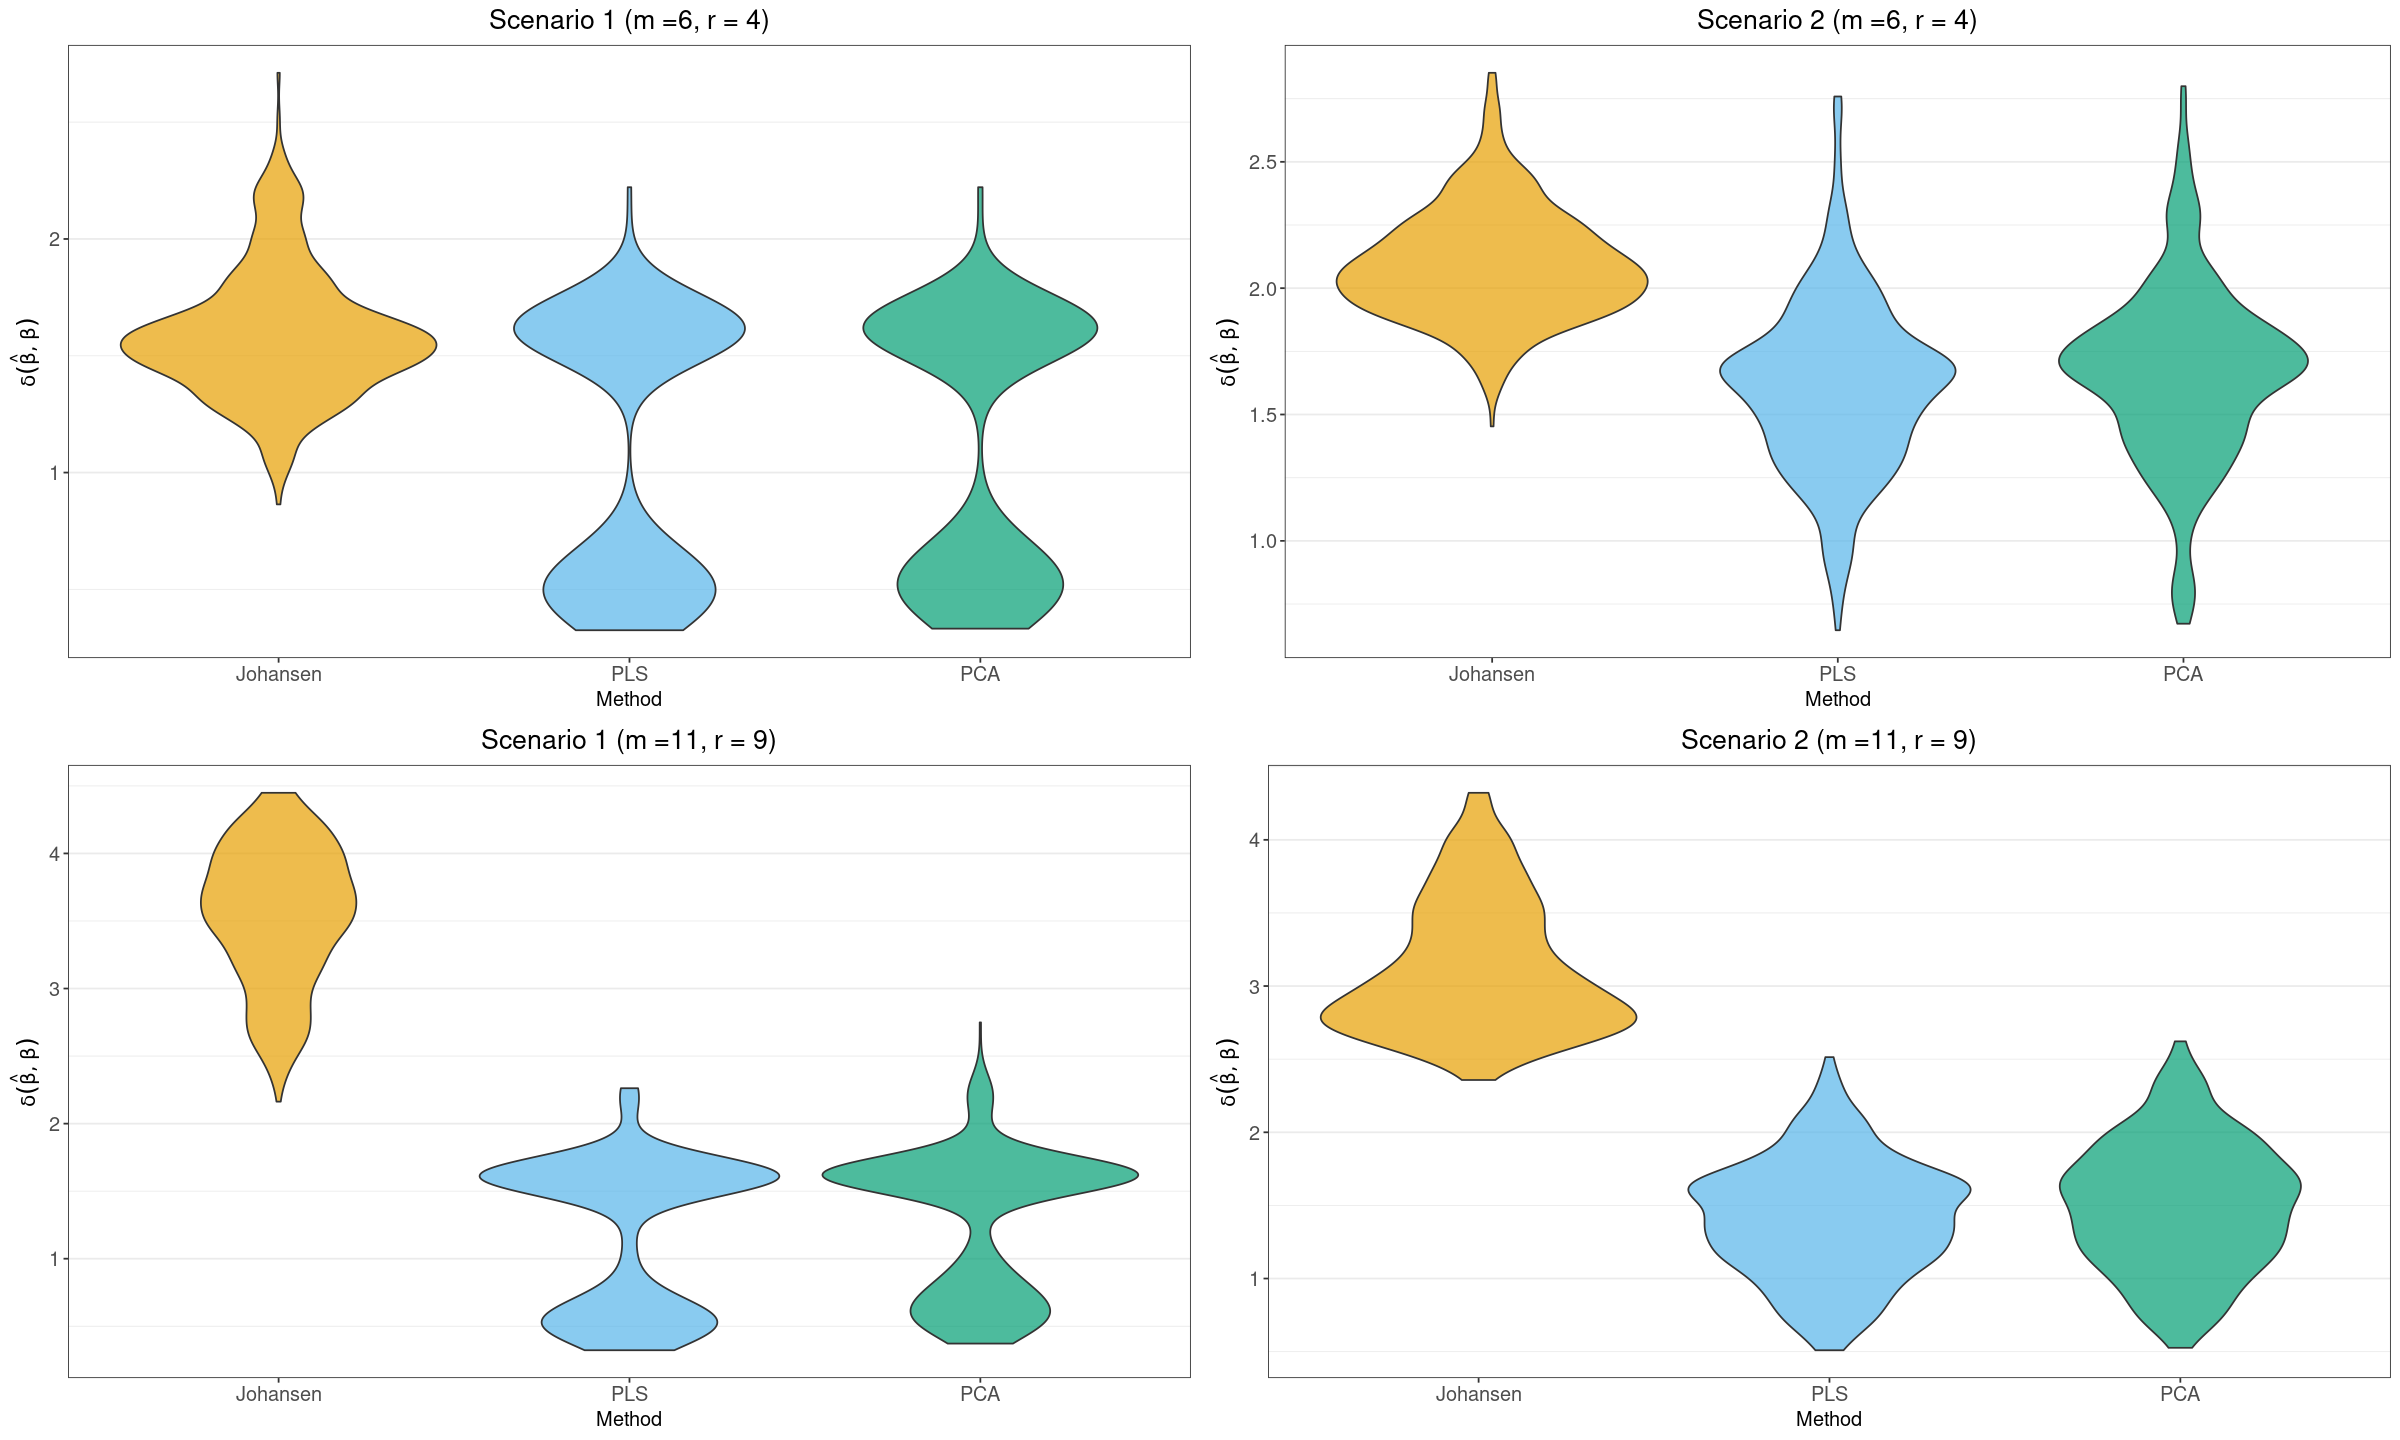 Scenario 1 (m =6, r = 4)
δ(β̂, β)
2
1
Johansen PLS PCA
Method
Scenario 2 (m =6, r = 4)
δ(β̂, β)
2.5
2.0
1.5
1.0
Johansen PLS PCA
Method
Scenario 1 (m =11, r = 9)
δ(β̂, β)
4
3
2
1
Johansen PLS PCA
Method
Scenario 2 (m =11, r = 9)
δ(β̂, β)
4
3
2
1
Johansen PLS PCA
Method